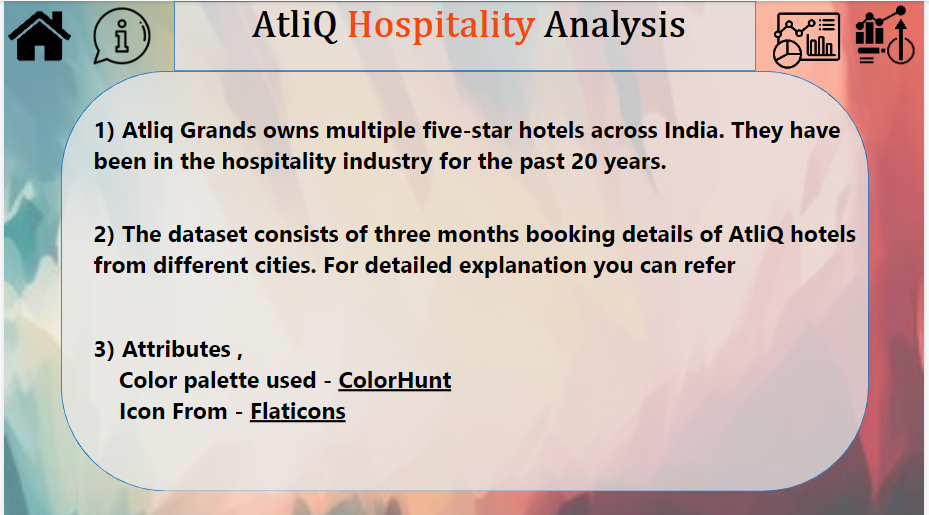 AtliQ Hospitality Analysis
1) Atliq Grands owns multiple five-star hotels across India. They have
been in the hospitality industry for the past 20 years.
2) The dataset consists of three months booking details of AtliQ hotels
from different cities. For detailed explanation you can refer
3) Attributes ,
Color palette used - ColorHunt
Icon From - Flaticons